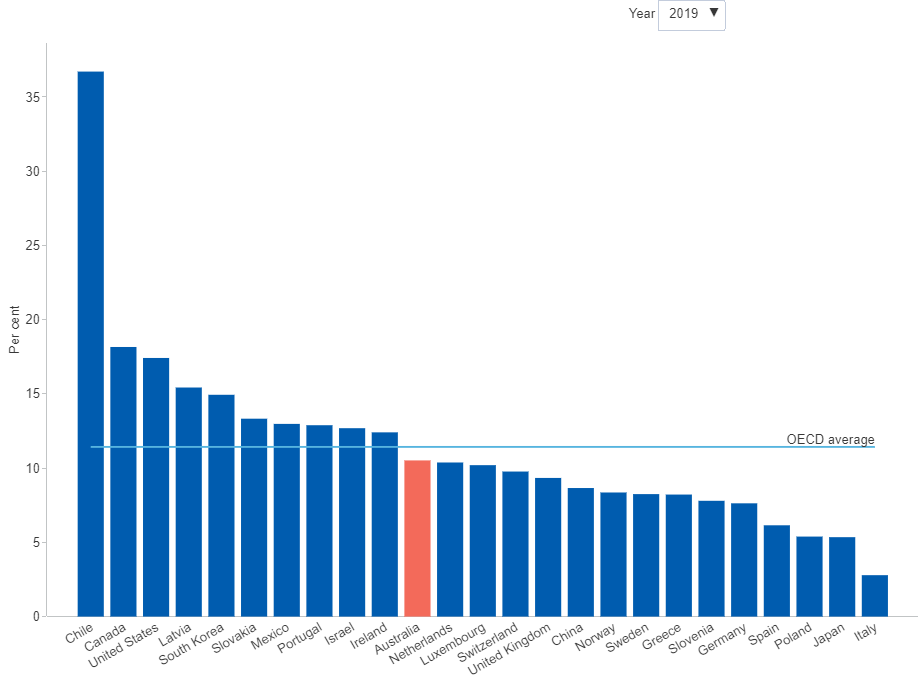 Year 2019 ▼
Per cent
35
30
25
20
15
10
5
0
OECD average
Chile
Canada
United States
Latvia
South Korea
Slovakia
Mexico
Portugal
Israel
Ireland
Australia
Netherlands
Luxembourg
Switzerland
United Kingdom
China
Norway
Sweden
Greece
Slovenia
Germany
Spain
Poland
Japan
Italy